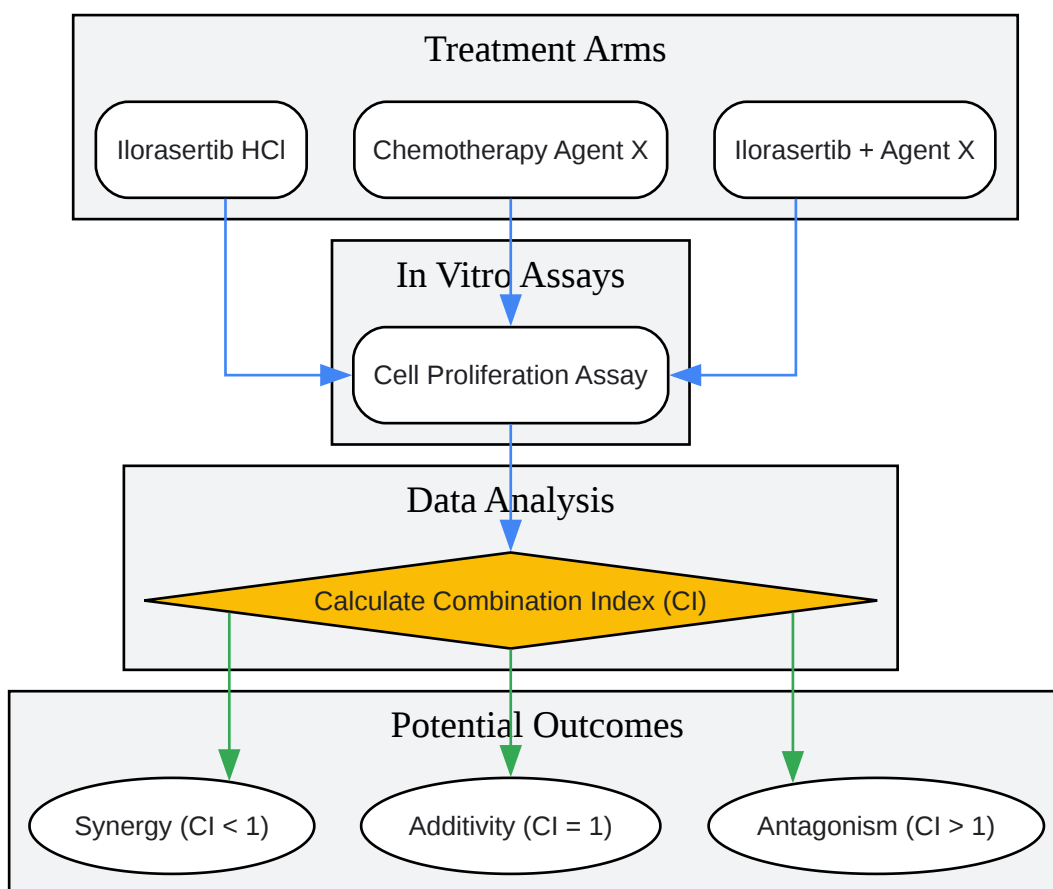 Treatment Arms
Ilorasertib HCl
Chemotherapy Agent X
Ilorasertib + Agent X
In Vitro Assays
Cell Proliferation Assay
Data Analysis
Calculate Combination Index (CI)
Potential Outcomes
Synergy (CI < 1)
Additivity (CI = 1)
Antagonism (CI > 1)